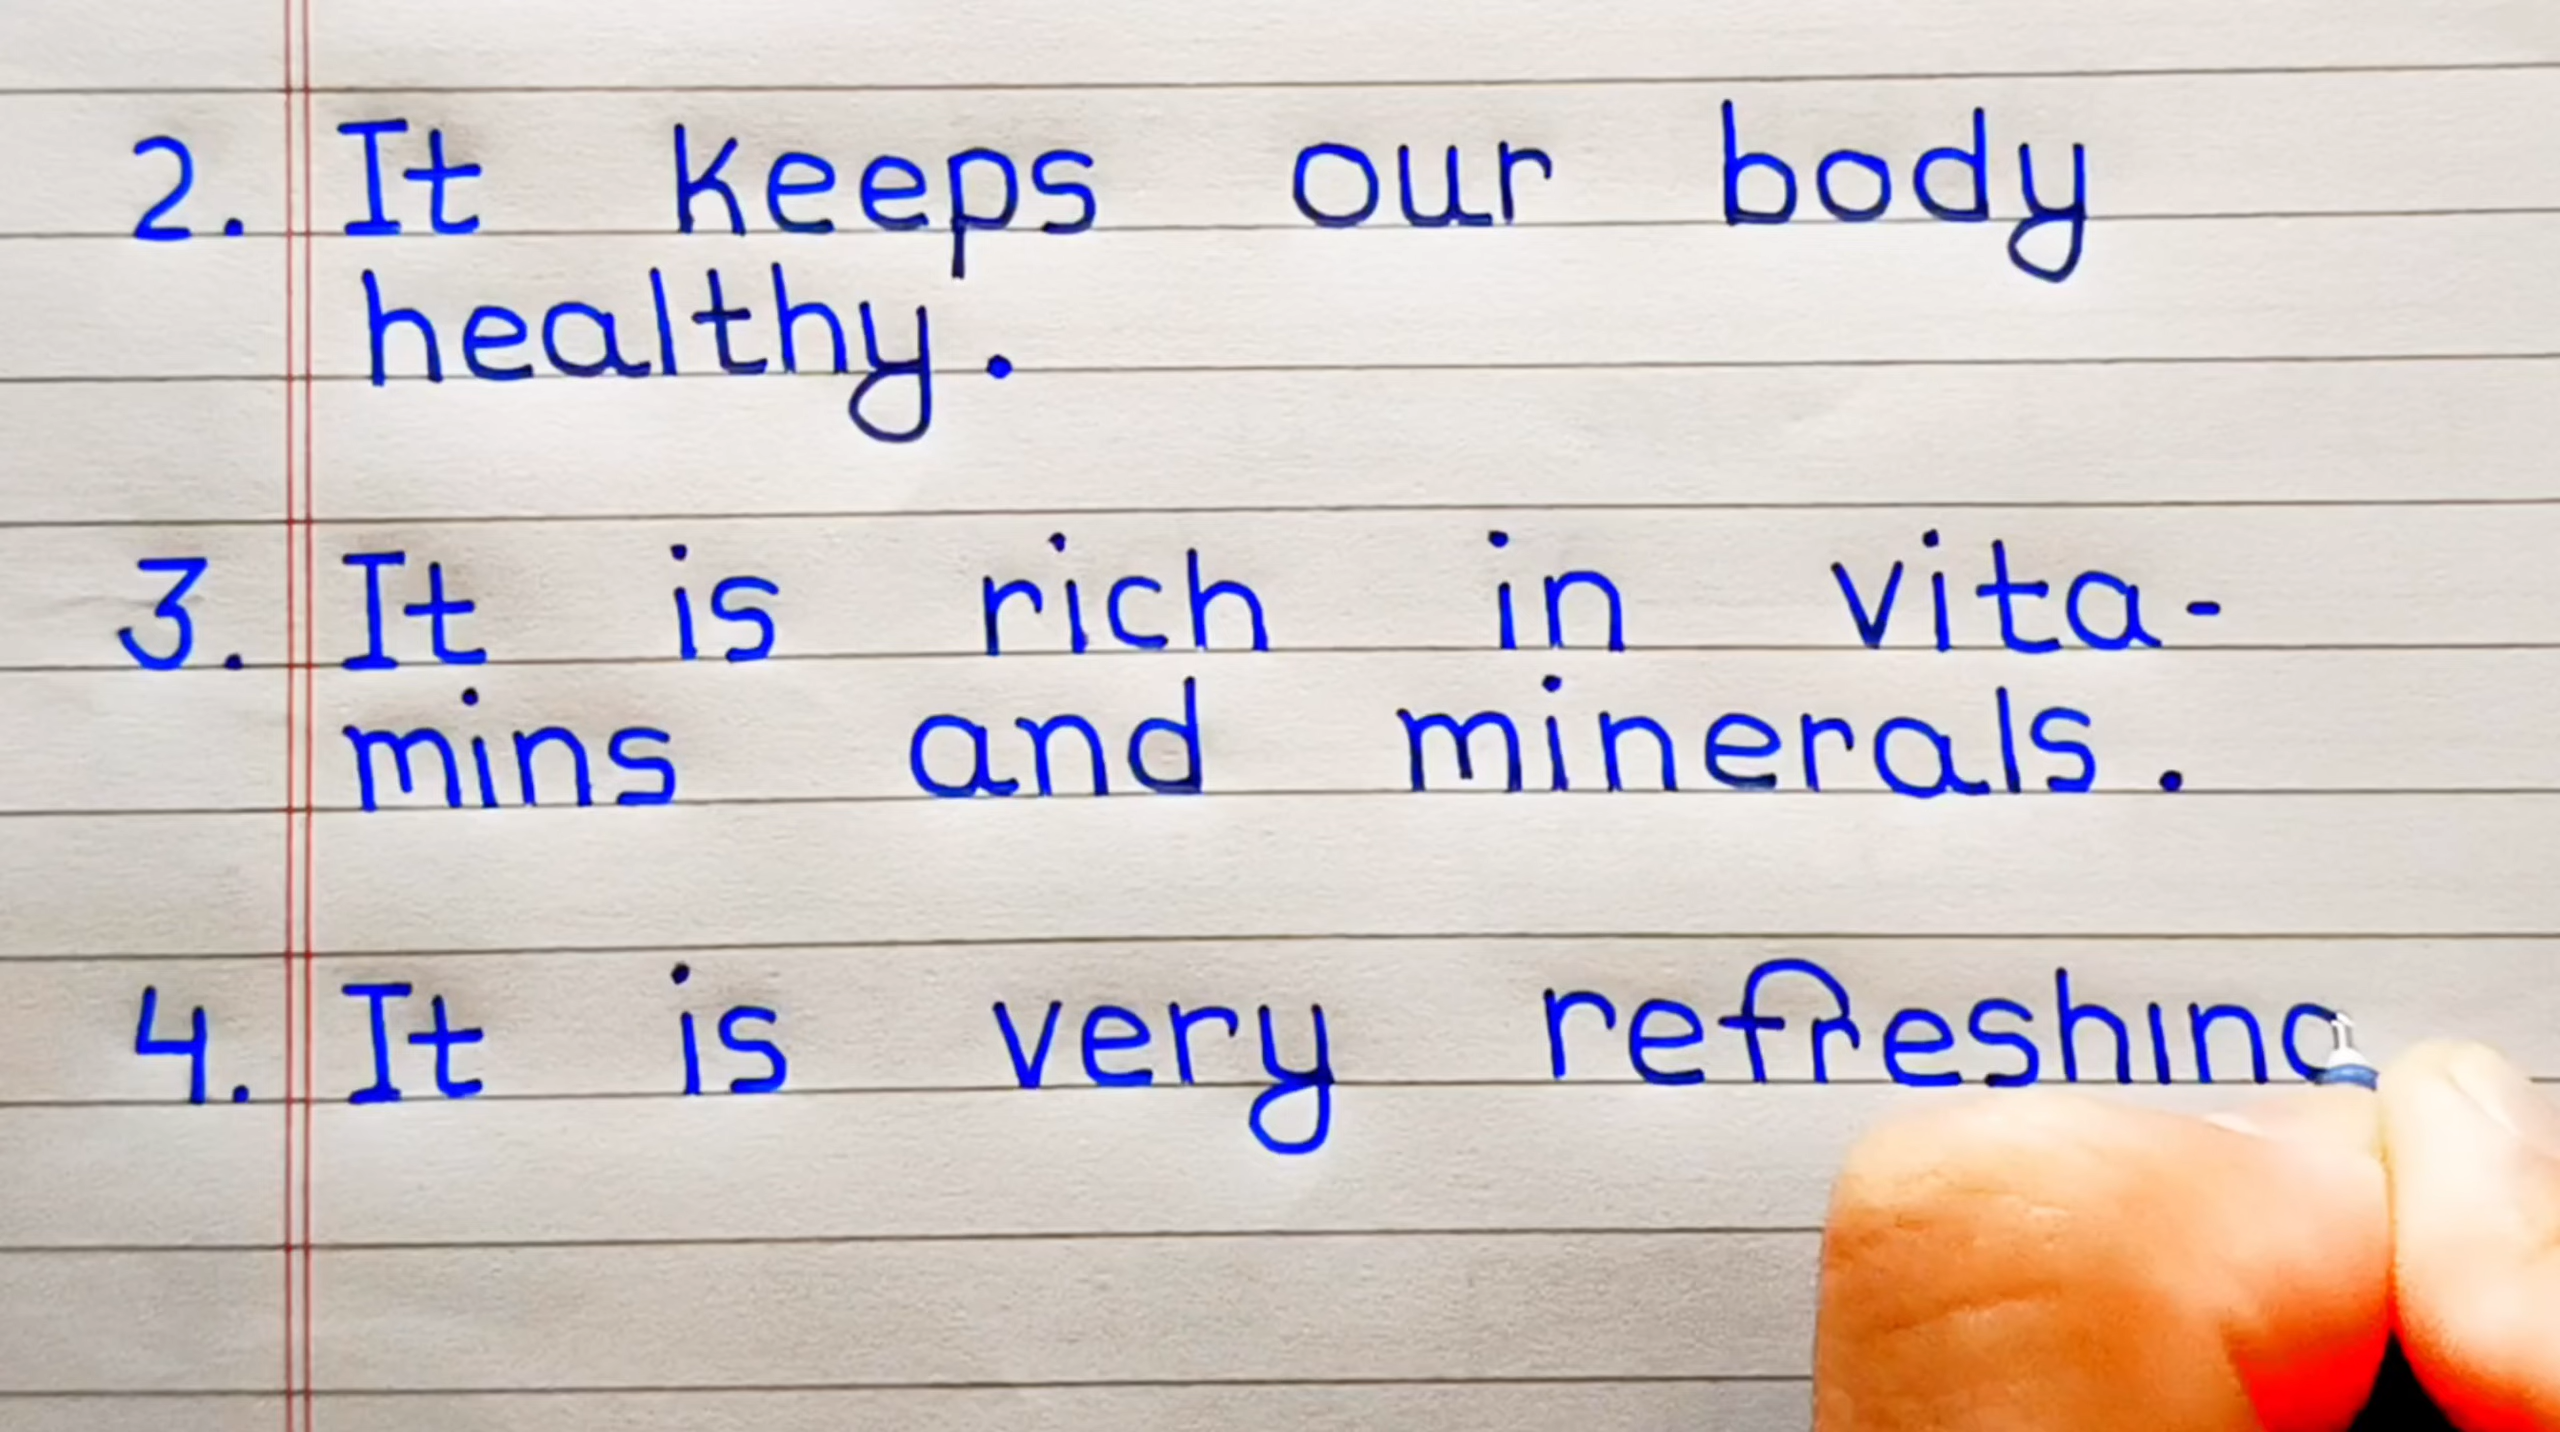 2. It keeps our body
healthy.
3. It is rich in vita-
mins and minerals.
4. It is very